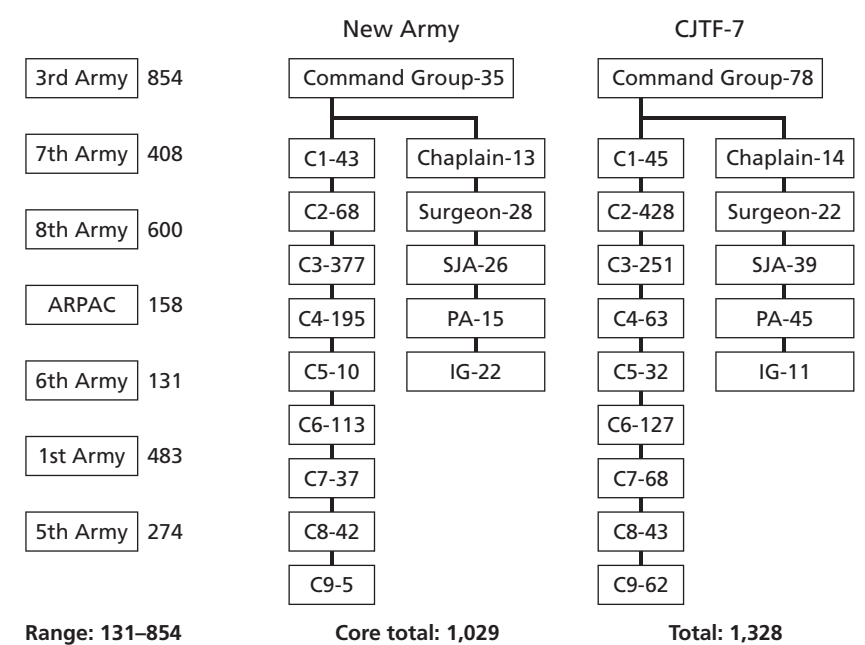 New Army
CJTF-7
3rd Army 854
7th Army 408
8th Army 600
ARPAC 158
6th Army 131
1st Army 483
5th Army 274
Range: 131–854
Command Group-35
C1-43
C2-68
C3-377
C4-195
C5-10
C6-113
C7-37
C8-42
C9-5
Chaplain-13
Surgeon-28
SJA-26
PA-15
IG-22
Core total: 1,029
Command Group-78
C1-45
C2-428
C3-251
C4-63
C5-32
C6-127
C7-68
C8-43
C9-62
Chaplain-14
Surgeon-22
SJA-39
PA-45
IG-11
Total: 1,328